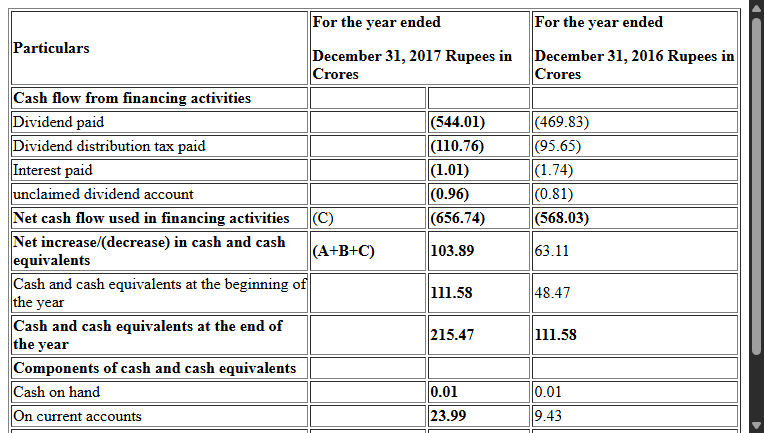 Particulars
For the year ended
December 31, 2017 Rupees in
Crores
For the year ended
December 31, 2016 Rupees in
Crores
Cash flow from financing activities
Dividend paid (544.01) (469.83)
Dividend distribution tax paid (110.76) (95.65)
Interest paid (1.01) (1.74)
unclaimed dividend account (0.96) (0.81)
Net cash flow used in financing activities (C) (656.74) (568.03)
Net increase/(decrease) in cash and cash
equivalents (A+B+C) 103.89 63.11
Cash and cash equivalents at the beginning of
the year 111.58 48.47
Cash and cash equivalents at the end of
the year 215.47 111.58
Components of cash and cash equivalents
Cash on hand 0.01 0.01
On current accounts 23.99 9.43